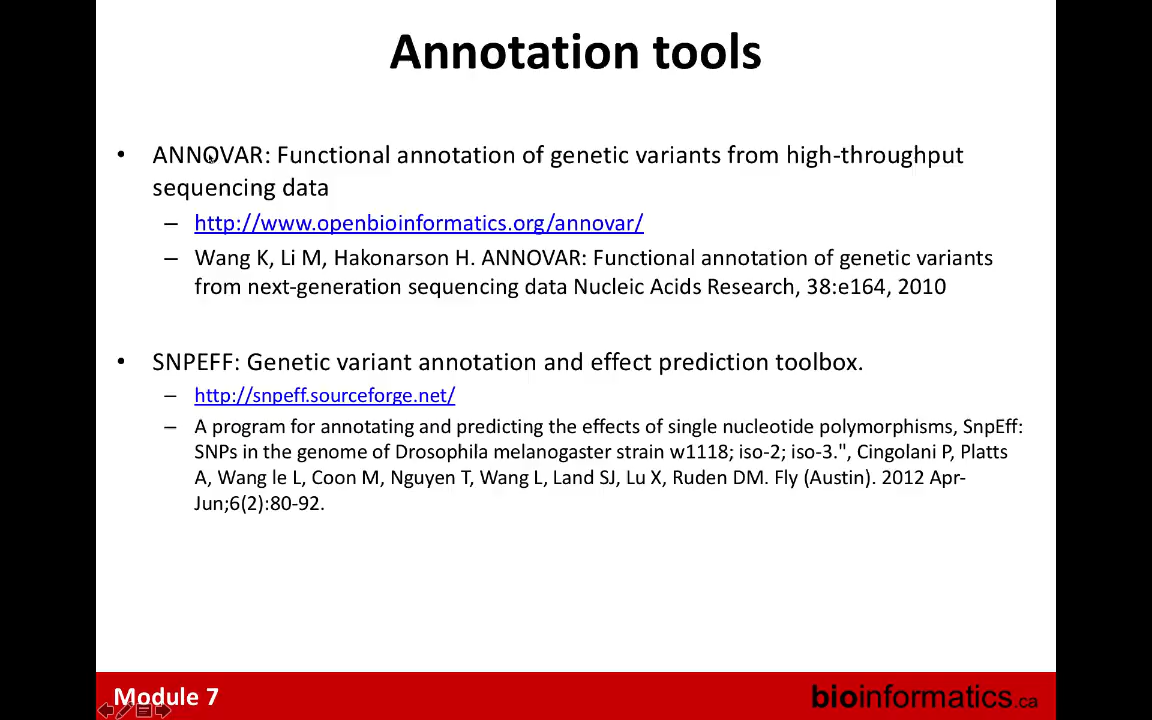 Annotation tools
• ANNOVAR: Functional annotation of genetic variants from high-throughput
sequencing data
– http://www.openbioinformatics.org/annovar/
– Wang K, Li M, Hakonarson H. ANNOVAR: Functional annotation of genetic variants
from next-generation sequencing data Nucleic Acids Research, 38:e164, 2010
• SNPEFF: Genetic variant annotation and effect prediction toolbox.
– http://snpeff.sourceforge.net/
– A program for annotating and predicting the effects of single nucleotide polymorphisms, SnpEff:
SNPs in the genome of Drosophila melanogaster strain w1118; iso-2; iso-3.", Cingolani P, Platts
A, Wang le L, Coon M, Nguyen T, Wang L, Land SJ, Lu X, Ruden DM. Fly (Austin). 2012 Apr-
Jun;6(2):80-92.
Module 7
bioinformatics.ca